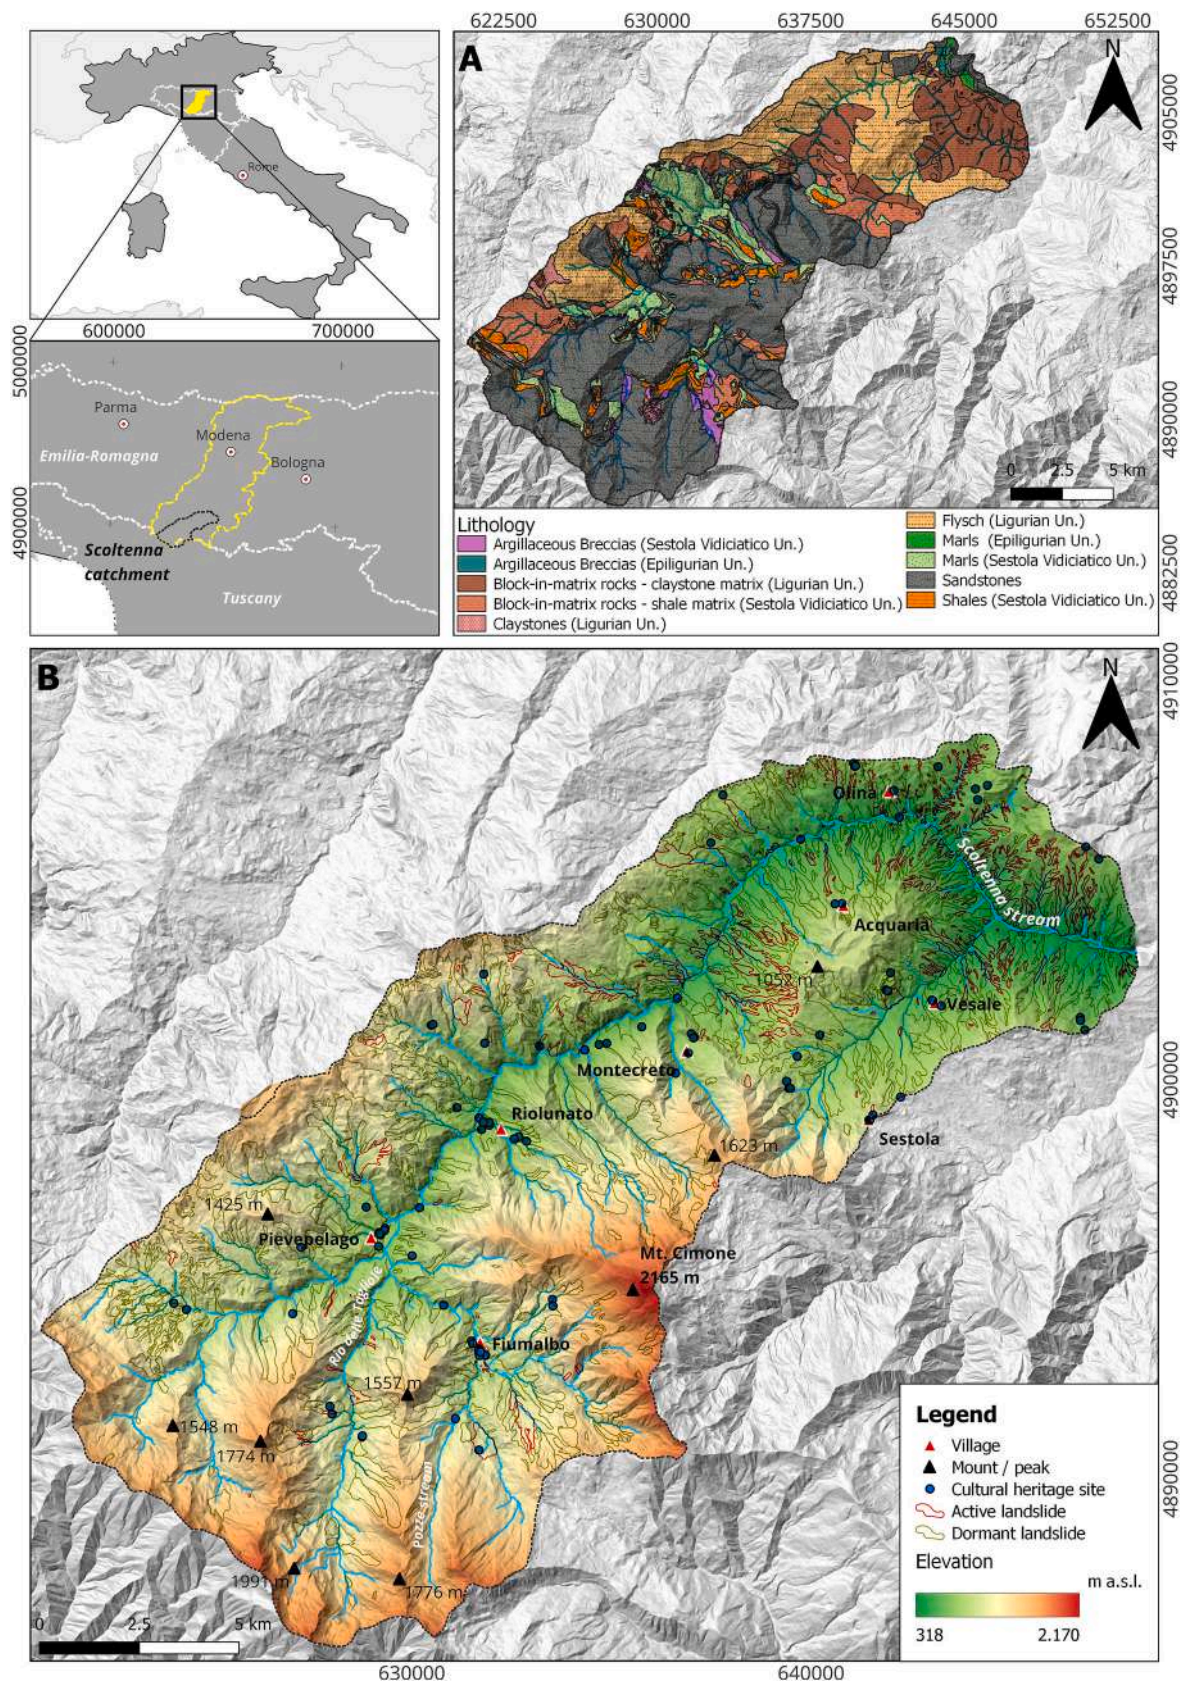 Rome
600000
700000
5000000
4900000
Parma
Modena
Bologna
Emilia-Romagna
Scoltenna
catchment
Tuscany
622500
630000
637500
645000
652500
A
N
4905000
4897500
4890000
4882500
0
2.5
5 km
Lithology
Argillaceous Breccias (Sestola Vidiciatico Un.)
Argillaceous Breccias (Epiligurian Un.)
Block-in-matrix rocks - claystone matrix (Ligurian Un.)
Block-in-matrix rocks - shale matrix (Sestola Vidiciatico Un.)
Claystones (Ligurian Un.)
Flysch (Ligurian Un.)
Marls (Epiligurian Un.)
Marls (Sestola Vidiciatico Un.)
Sandstones
Shales (Sestola Vidiciatico Un.)
B
N
4910000
4900000
4890000
Olina
Scoltenna stream
Acquaria
1052 m
Vesale
Montecreto
Riolunato
Sestola
1623 m
1425 m
Pievepelago
Mt. Cimone
2165 m
Rio delle Tagliole
Fiumalbo
1557 m
1548 m
1774 m
Pozze stream
1991 m
1776 m
0
2.5
5 km
630000
640000
Legend
Village
Mount / peak
Cultural heritage site
Active landslide
Dormant landslide
Elevation
m a.s.l.
318
2.170